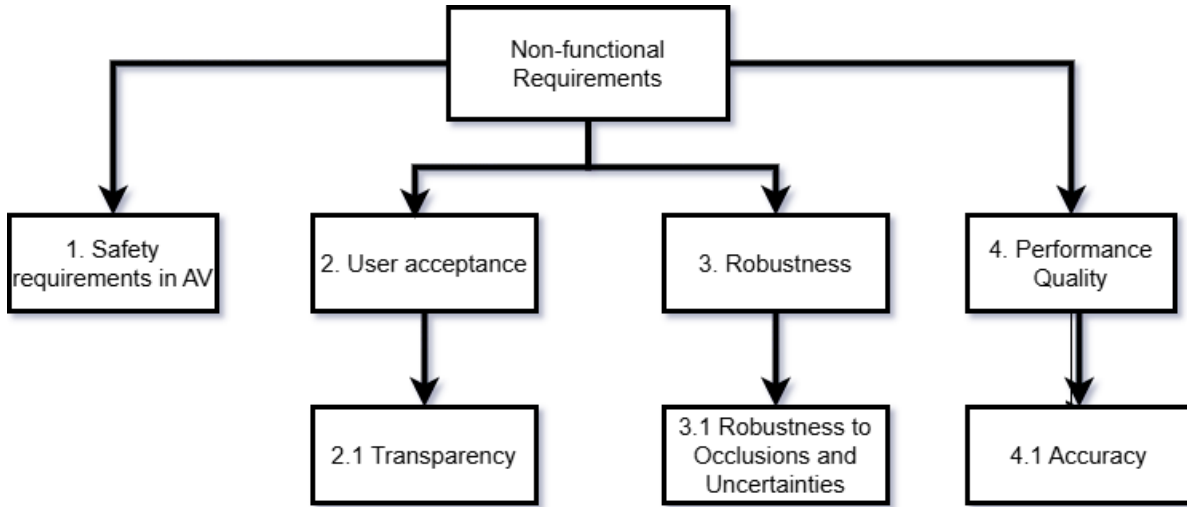 Non-functional
Requirements
1. Safety
requirements in AV
2. User acceptance
3. Robustness
4. Performance
Quality
2.1 Transparency
3.1 Robustness to
Occlusions and
Uncertainties
4.1 Accuracy